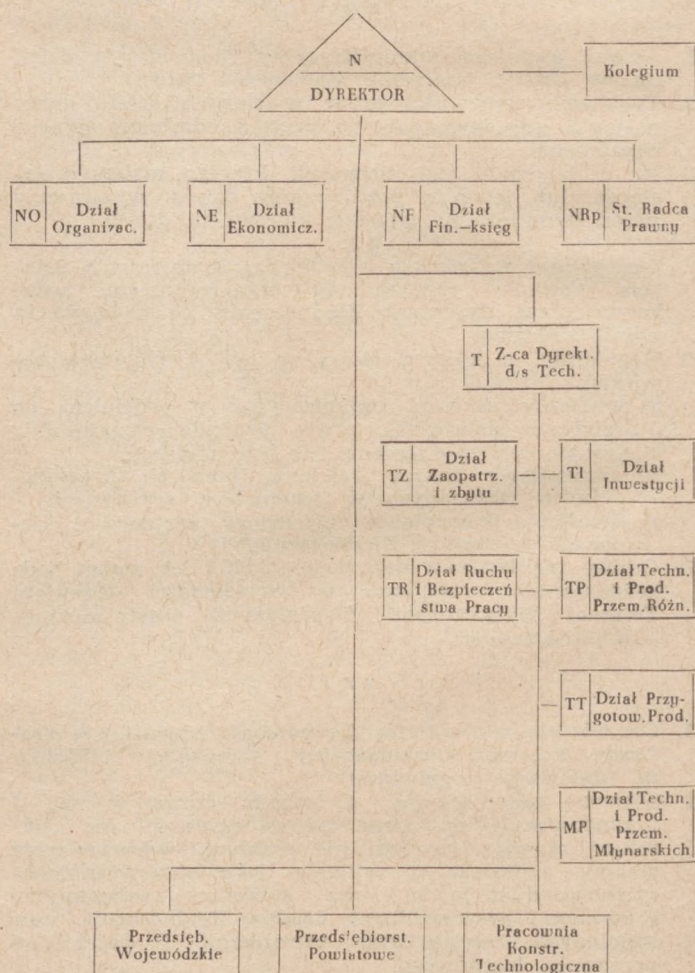 N
DYREKTOR
Kolegium
NO
Dział
Organizac.
NE
Dział
Ekonomicz.
NF
Dział
Fin.—księg
NRp
St. Radca
Prawny
T
Z-ca Dyrekt.
d/s Tech.
TZ
Dział
Zaopatrz.
i zbytu
TI
Dział
Inwestycji
TR
Dział Ruchu
i Bezpieczeń
stwa Pracy
TP
Dział Techn.
i Prod.
Przem.Różn.
TT
Dział Przy-
gotow.Prod.
MP
Dział Techn.
i Prod.
Przem.
Młynarskich
Przedsięb.
Wojewódzkie
Przedsiębiorst.
Powiatowe
Pracownia
Konstr.
Technologiczna